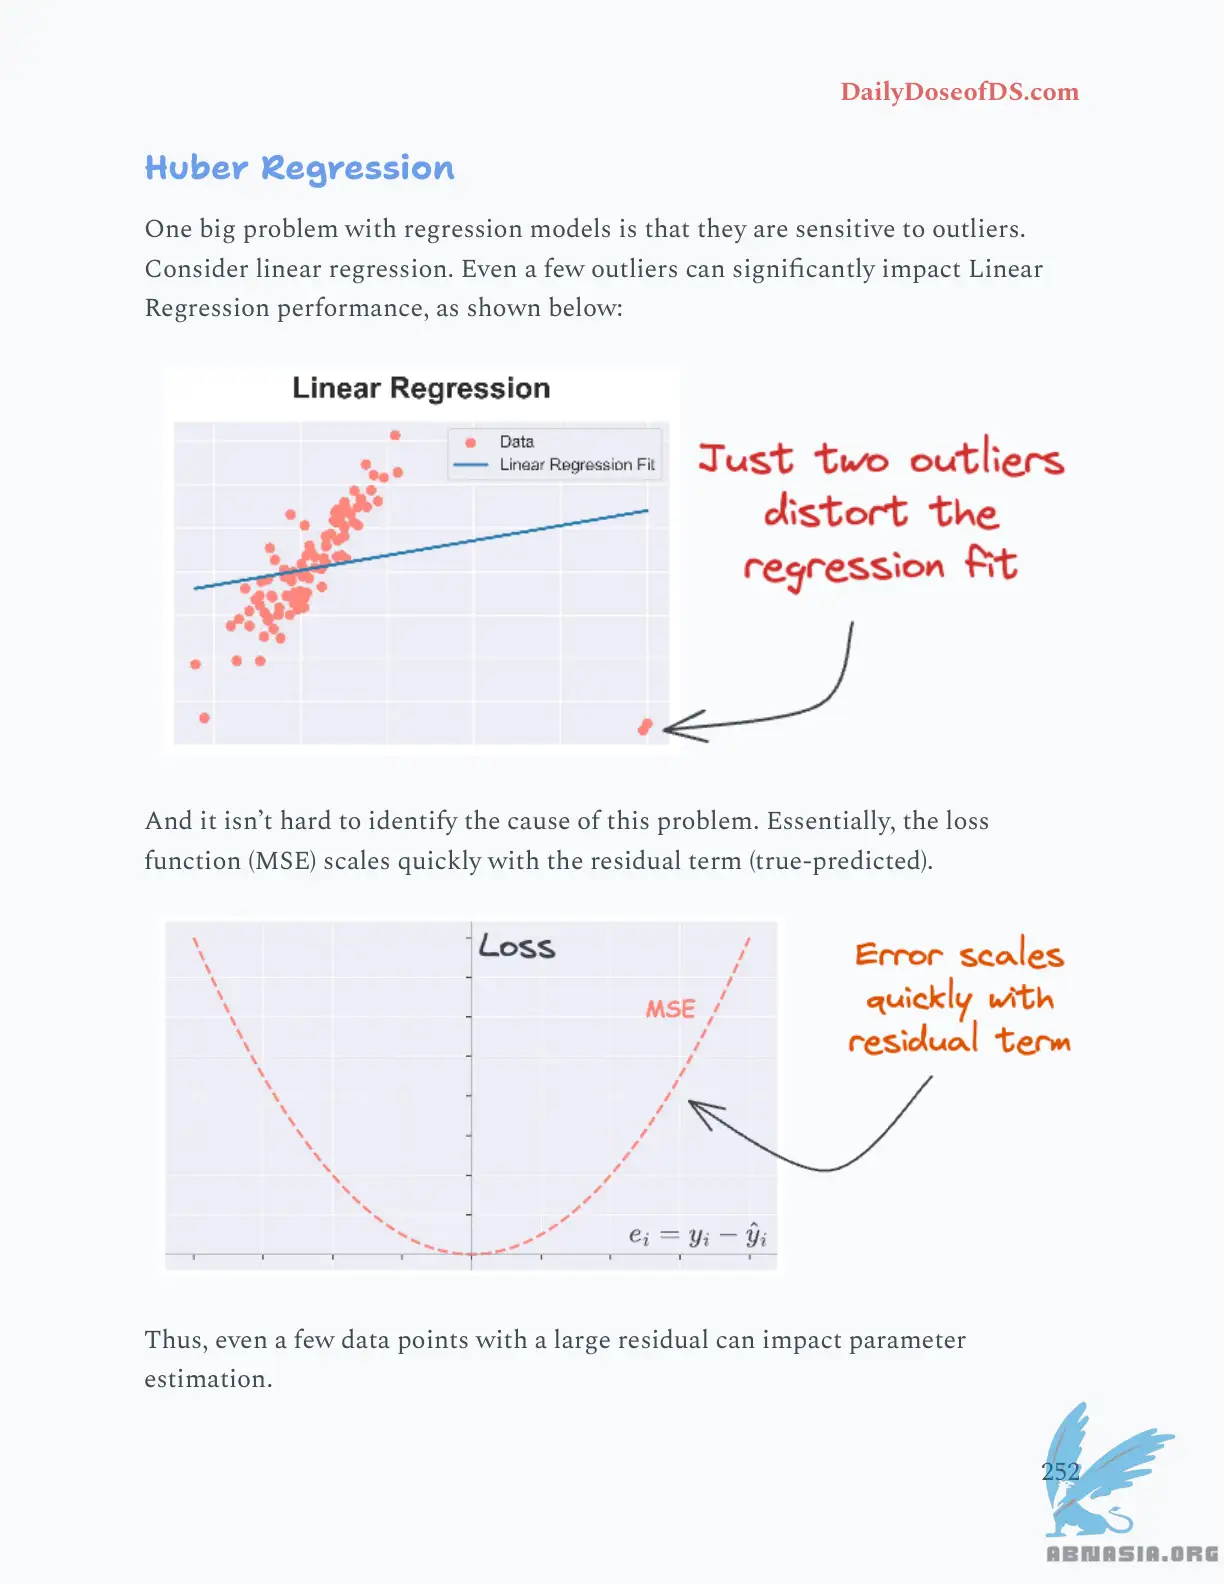 DailyDoseofDS.com
Huber Regression
One big problem with regression models is that they are sensitive to outliers.
Consider linear regression. Even a few outliers can significantly impact Linear
Regression performance, as shown below:
Linear Regression
Data
Linear Regression Fit
Just two outliers
distort the
regression fit
And it isn’t hard to identify the cause of this problem. Essentially, the loss
function (MSE) scales quickly with the residual term (true-predicted).
Loss
MSE
Error scales
quickly with
residual term
eᵢ = yᵢ − ŷᵢ
Thus, even a few data points with a large residual can impact parameter
estimation.
252
ABNASIA.ORG